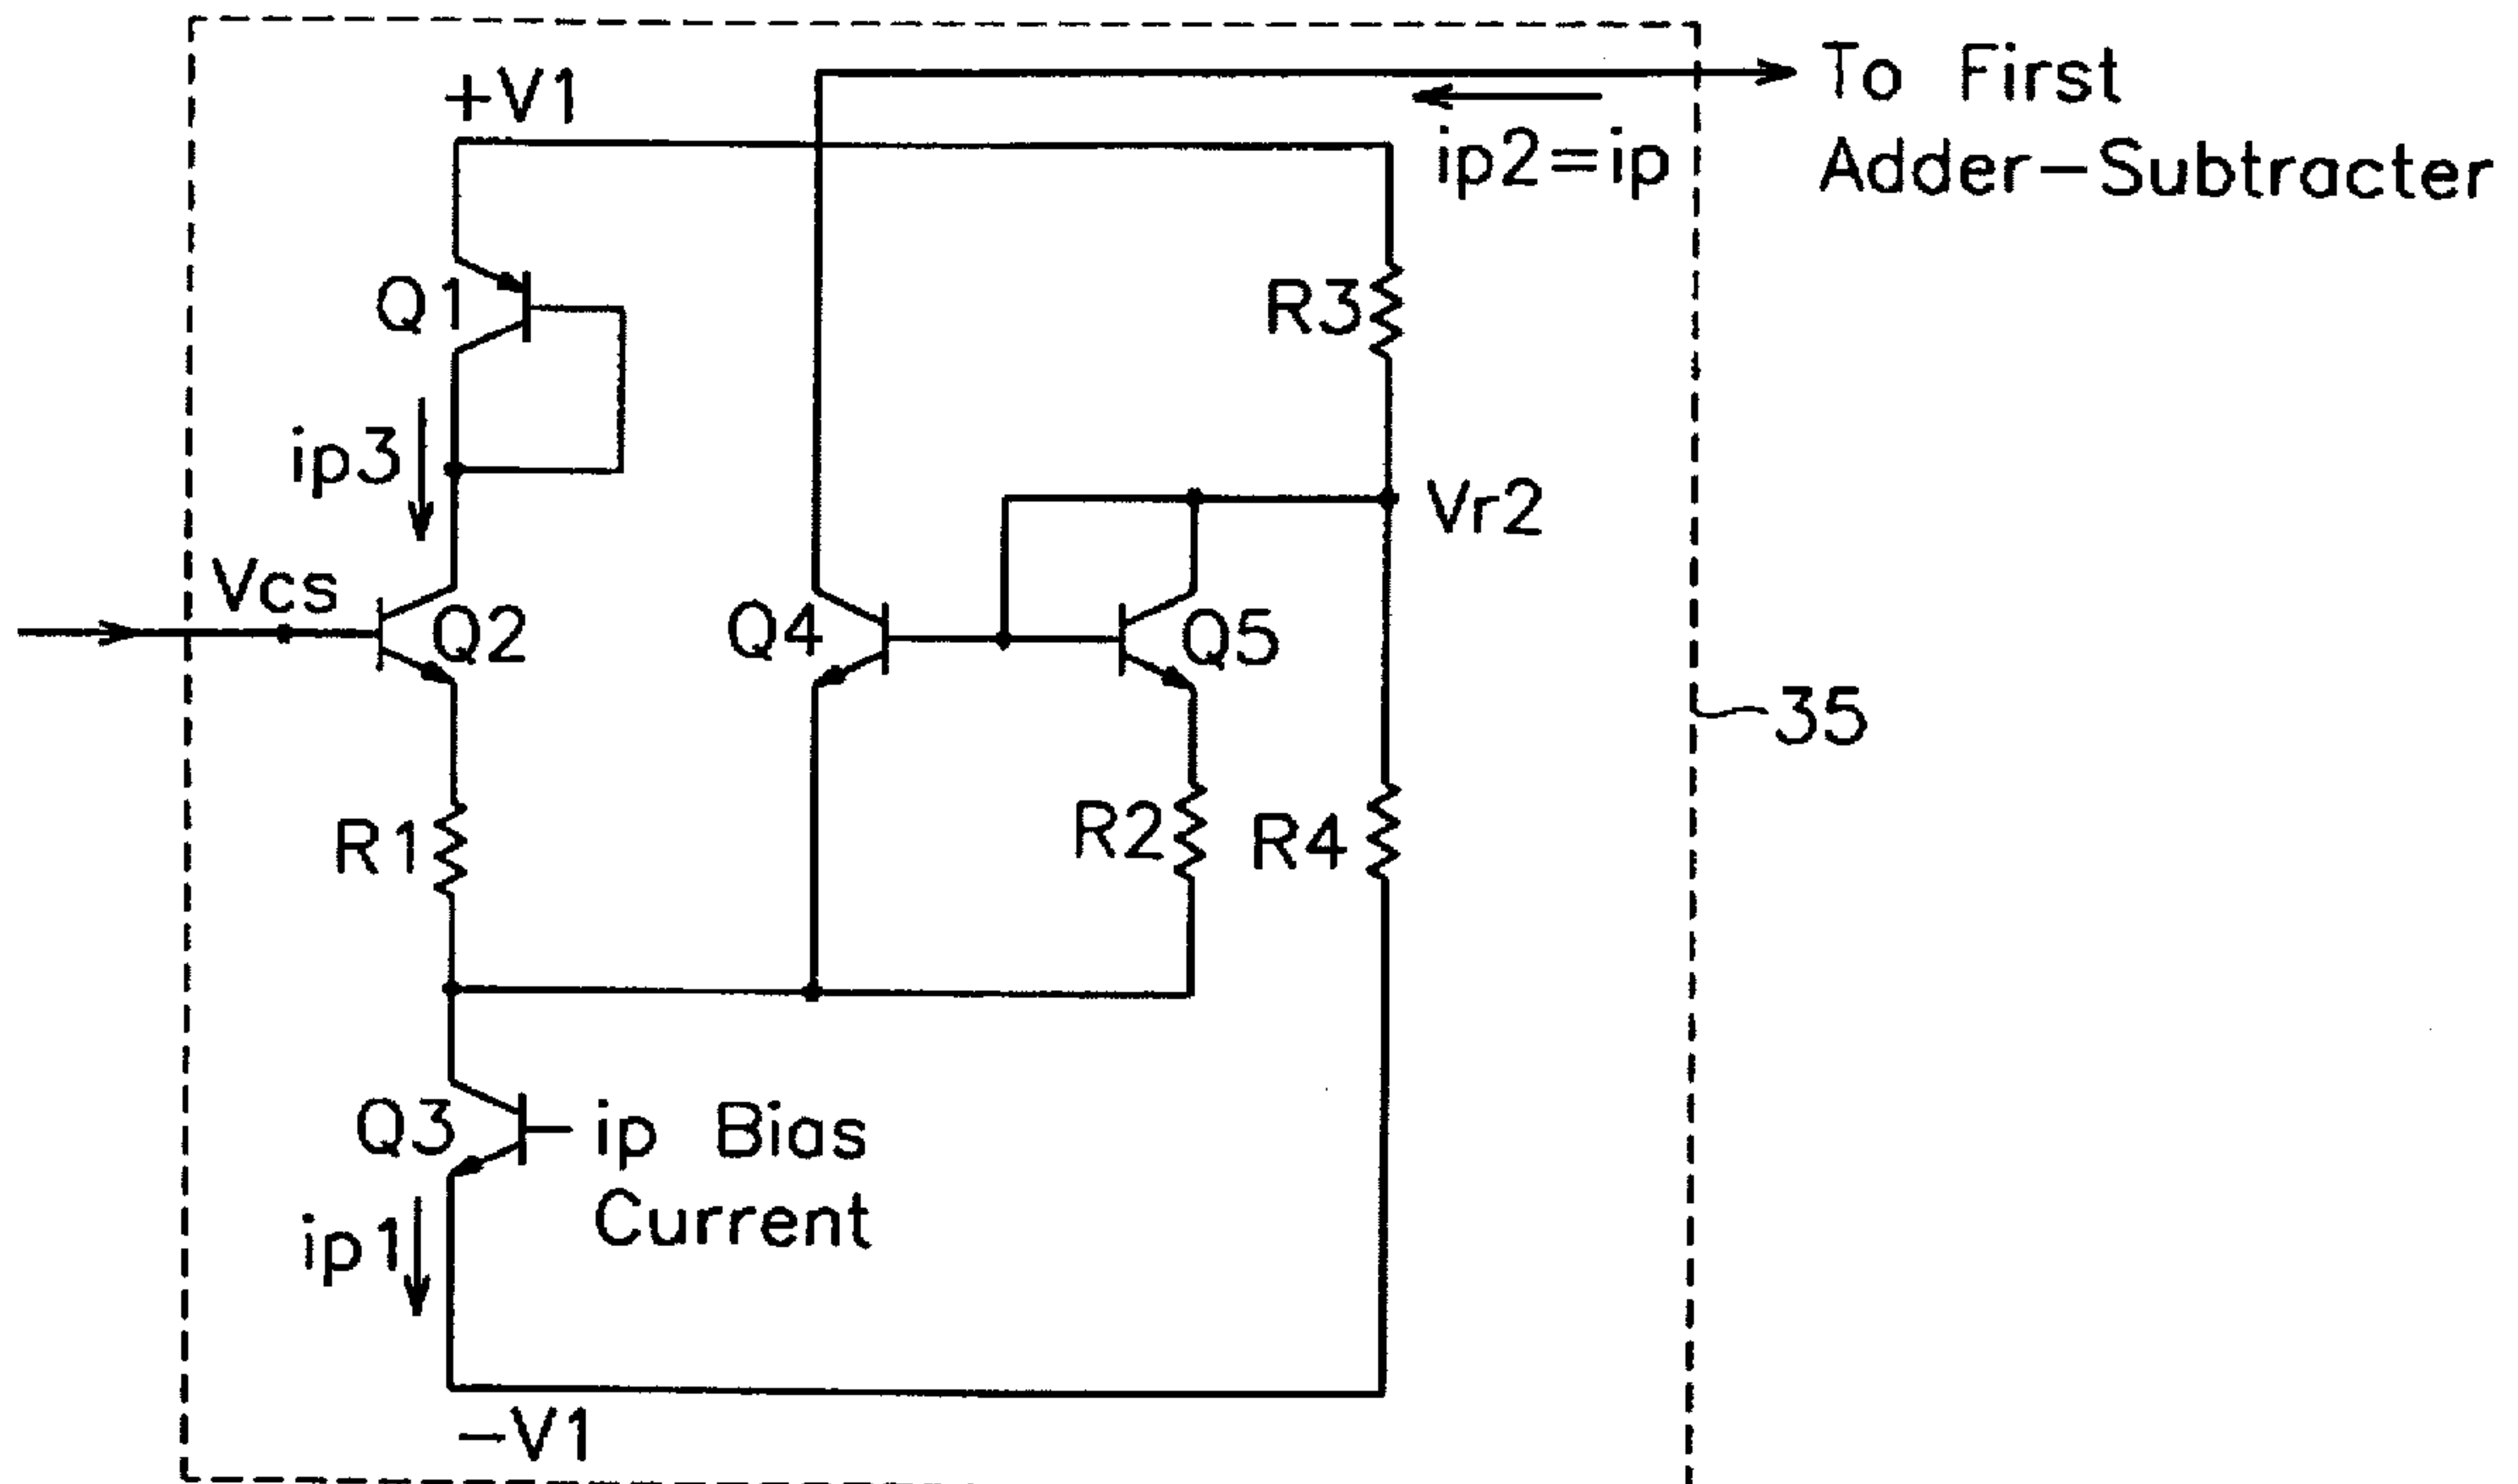 To First
Adder-Subtracter
+V1
ip2=ip
Q1
R3
ip3
Vr2
Vcs
Q2
Q4
Q5
35
R1
R2
R4
Q3
ip Bias
Current
ip1
-V1